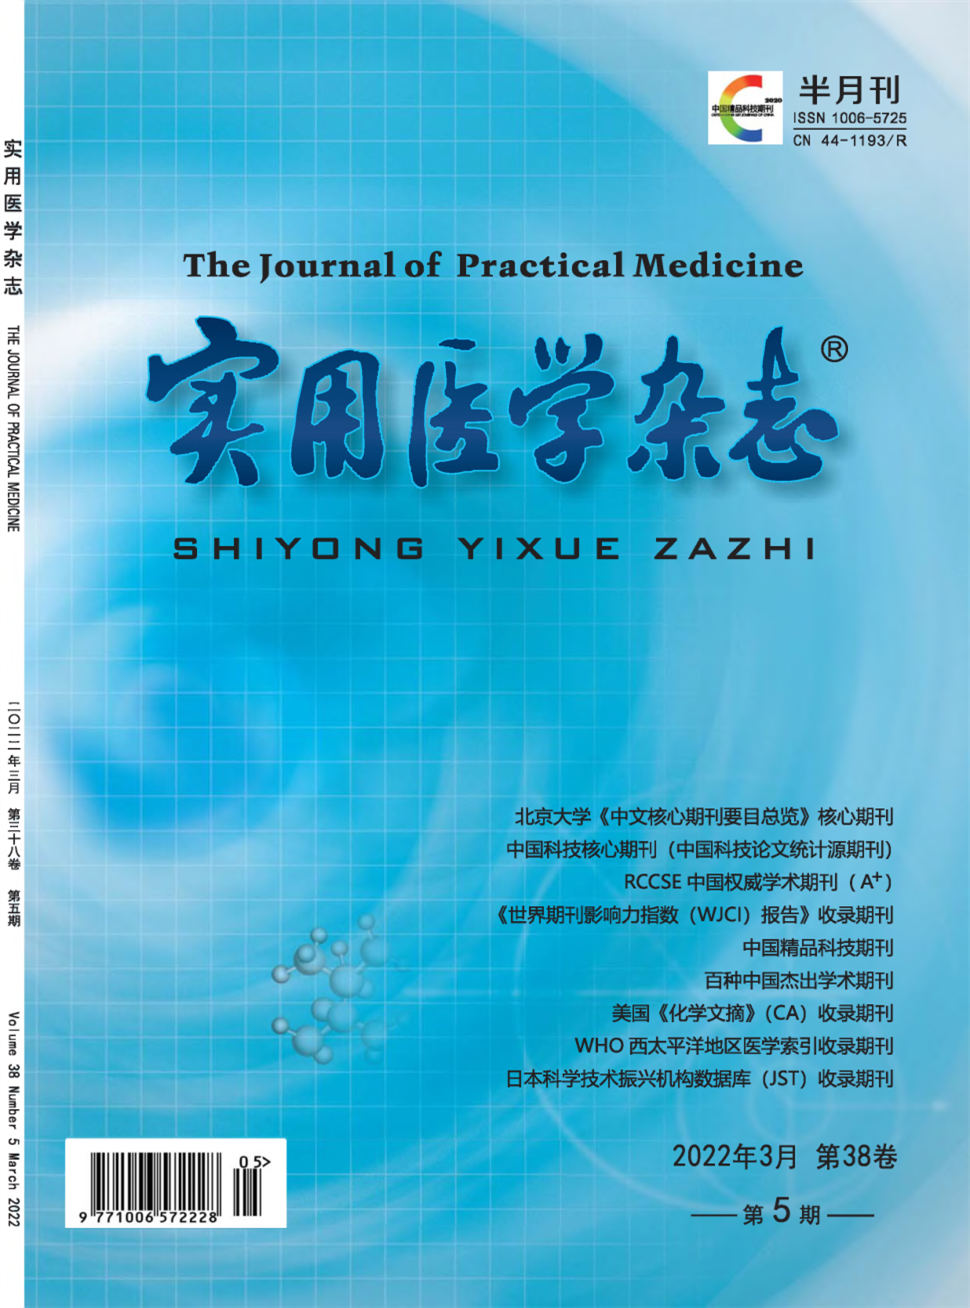 中国精品科技期刊
2020
半月刊
ISSN 1006-5725
CN 44-1193/R
The Journal of Practical Medicine
实用医学杂志®
SHIYONG YIXUE ZAZHI
北京大学《中文核心期刊要目总览》核心期刊
中国科技核心期刊（中国科技论文统计源期刊）
RCCSE 中国权威学术期刊（A+）
《世界期刊影响力指数（WJCI）报告》收录期刊
中国精品科技期刊
百种中国杰出学术期刊
美国《化学文摘》（CA）收录期刊
WHO 西太平洋地区医学索引收录期刊
日本科学技术振兴机构数据库（JST）收录期刊
2022年3月 第38卷
第 5 期
05>
9 771006 572228
实用医学杂志
THE JOURNAL OF PRACTICAL MEDICINE
二〇二二年三月 第三十八卷 第五期
Volume 38 Number 5 March 2022